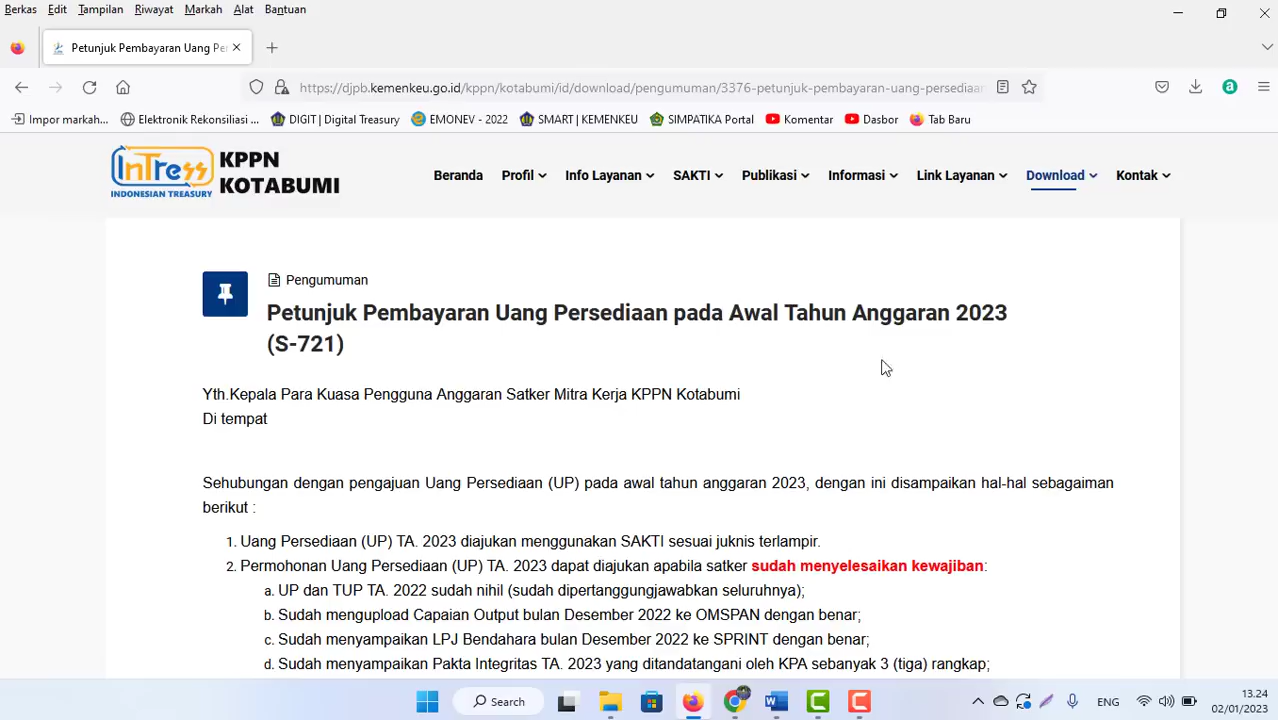 Berkas Edit Tampilan Riwayat Markah Alat Bantuan
Petunjuk Pembayaran Uang Per
https://djpb.kemenkeu.go.id/kppn/kotabumi/id/download/pengumuman/3376-petunjuk-pembayaran-uang-persediaan
Impor markah... Elektronik Rekonsiliasi ... DIGIT | Digital Treasury EMONEV - 2022 SMART | KEMENKEU SIMPATIKA Portal Komentar Dasbor Tab Baru
InTress
INDONESIAN TREASURY
KPPN
KOTABUMI
Beranda Profil Info Layanan SAKTI Publikasi Informasi Link Layanan Download Kontak
Pengumuman
Petunjuk Pembayaran Uang Persediaan pada Awal Tahun Anggaran 2023
(S-721)
Yth.Kepala Para Kuasa Pengguna Anggaran Satker Mitra Kerja KPPN Kotabumi
Di tempat
Sehubungan dengan pengajuan Uang Persediaan (UP) pada awal tahun anggaran 2023, dengan ini disampaikan hal-hal sebagaiman
berikut :
1. Uang Persediaan (UP) TA. 2023 diajukan menggunakan SAKTI sesuai juknis terlampir.
2. Permohonan Uang Persediaan (UP) TA. 2023 dapat diajukan apabila satker sudah menyelesaikan kewajiban:
a. UP dan TUP TA. 2022 sudah nihil (sudah dipertanggungjawabkan seluruhnya);
b. Sudah mengupload Capaian Output bulan Desember 2022 ke OMSPAN dengan benar;
c. Sudah menyampaikan LPJ Bendahara bulan Desember 2022 ke SPRINT dengan benar;
d. Sudah menyampaikan Pakta Integritas TA. 2023 yang ditandatangani oleh KPA sebanyak 3 (tiga) rangkap;
Search
ENG
13.24
02/01/2023